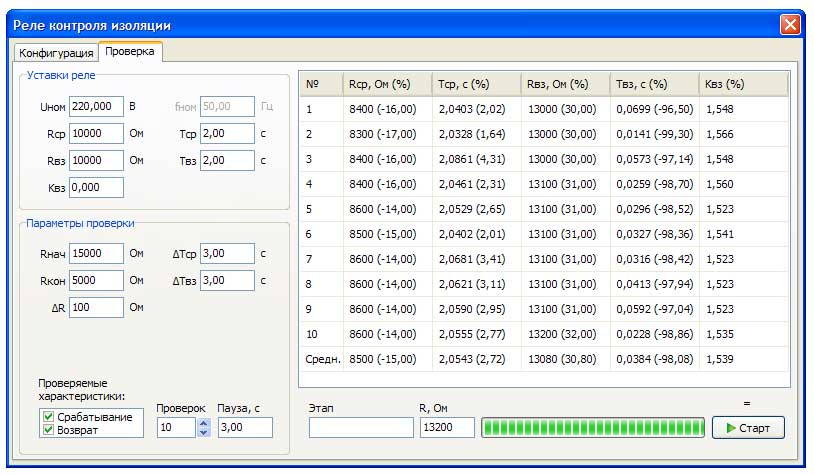 Реле контроля изоляции
Конфигурация Проверка
Уставки реле
Uном 220,000 В fном 50,00 Гц
Rср 10000 Ом Tср 2,00 с
Rвз 10000 Ом Tвз 2,00 с
Kвз 0,000
Параметры проверки
Rнач 15000 Ом ΔTср 3,00 с
Rкон 5000 Ом ΔTвз 3,00 с
ΔR 100 Ом
Проверяемые
характеристики:
Срабатывание
Возврат
Проверок Пауза, с
10 3,00
№ Rср, Ом (%) Tср, с (%) Rвз, Ом (%) Tвз, с (%) Kвз (%)
1 8400 (-16,00) 2,0403 (2,02) 13000 (30,00) 0,0699 (-96,50) 1,548
2 8300 (-17,00) 2,0328 (1,64) 13000 (30,00) 0,0141 (-99,30) 1,566
3 8400 (-16,00) 2,0861 (4,31) 13000 (30,00) 0,0573 (-97,14) 1,548
4 8400 (-16,00) 2,0461 (2,31) 13100 (31,00) 0,0259 (-98,70) 1,560
5 8600 (-14,00) 2,0529 (2,65) 13100 (31,00) 0,0296 (-98,52) 1,523
6 8500 (-15,00) 2,0402 (2,01) 13100 (31,00) 0,0327 (-98,36) 1,541
7 8600 (-14,00) 2,0681 (3,41) 13100 (31,00) 0,0316 (-98,42) 1,523
8 8600 (-14,00) 2,0621 (3,11) 13100 (31,00) 0,0413 (-97,94) 1,523
9 8600 (-14,00) 2,0590 (2,95) 13100 (31,00) 0,0592 (-97,04) 1,523
10 8600 (-14,00) 2,0555 (2,77) 13200 (32,00) 0,0228 (-98,86) 1,535
Средн. 8500 (-15,00) 2,0543 (2,72) 13080 (30,80) 0,0384 (-98,08) 1,539
Этап R, Ом =
13200 Старт